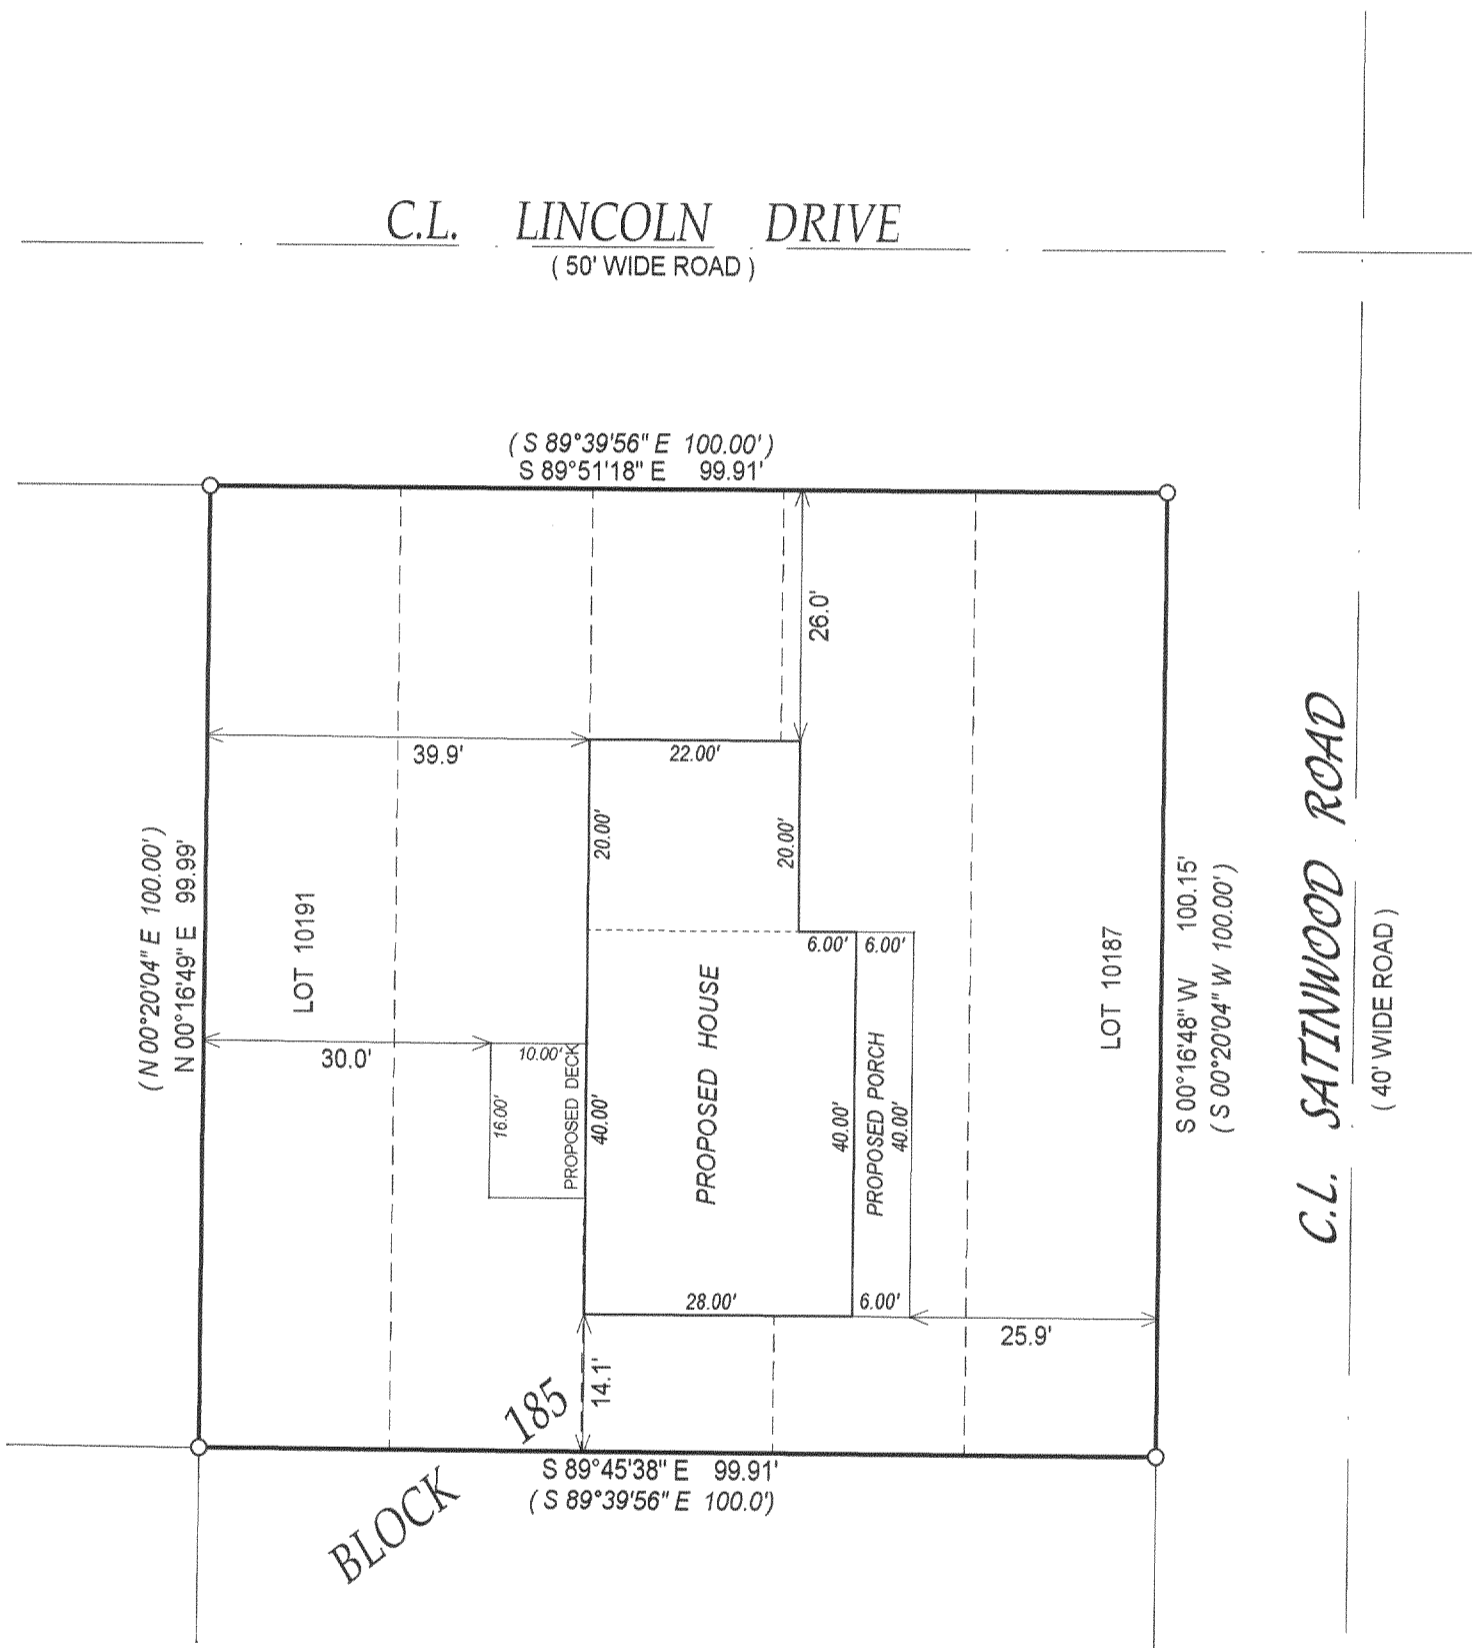 C.L. LINCOLN DRIVE
( 50' WIDE ROAD )
( S 89°39'56" E 100.00' )
S 89°51'18" E 99.91'
26.0'
39.9'
22.00'
20.00'
20.00'
( N 00°20'04" E 100.00' )
N 00°16'49" E 99.99'
LOT 10191
6.00'
6.00'
30.0'
10.00'
16.00'
PROPOSED DECK
40.00'
PROPOSED HOUSE
40.00'
PROPOSED PORCH
40.00'
LOT 10187
S 00°16'48" W 100.15'
( S 00°20'04" W 100.00' )
C.L. SATINWOOD ROAD
( 40' WIDE ROAD )
28.00'
6.00'
25.9'
14.1'
BLOCK 185
S 89°45'38" E 99.91'
( S 89°39'56" E 100.0')